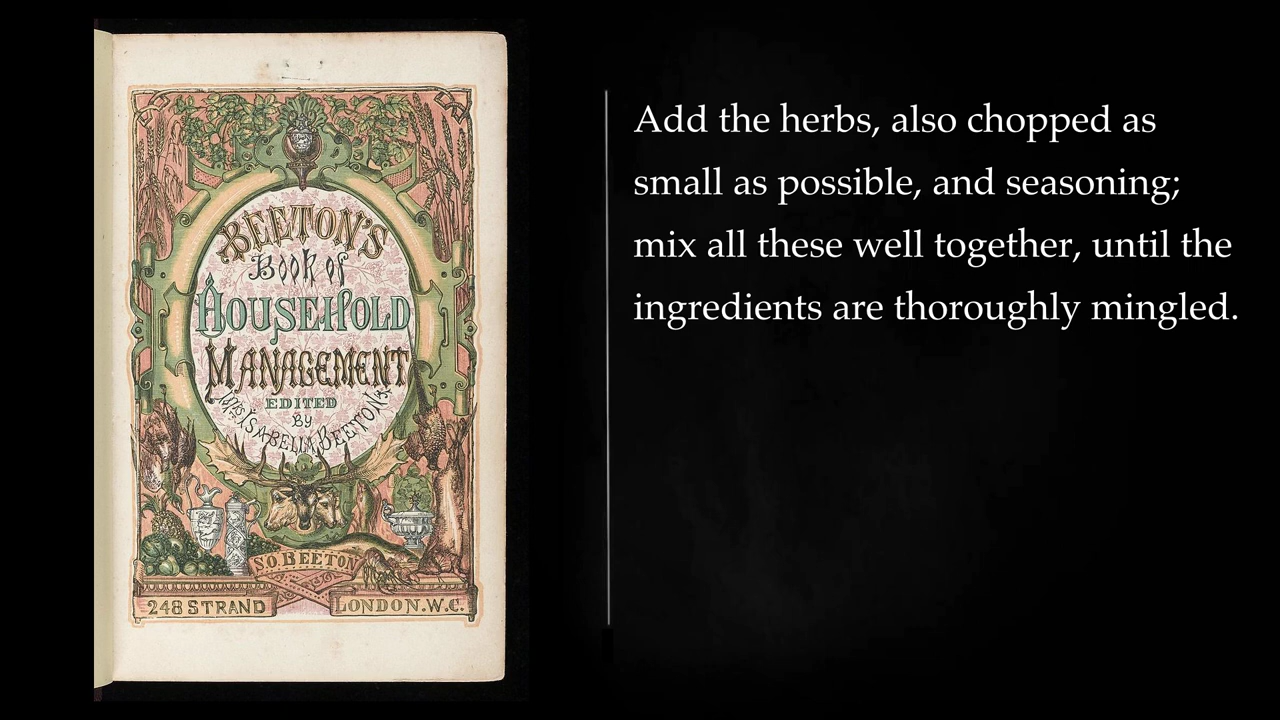 BEETON'S
Book of
HOUSEHOLD
MANAGEMENT
EDITED
BY
MRS ISABELLA BEETON
S.O. BEETON
248 STRAND
LONDON.W.C.
Add the herbs, also chopped as
small as possible, and seasoning;
mix all these well together, until the
ingredients are thoroughly mingled.